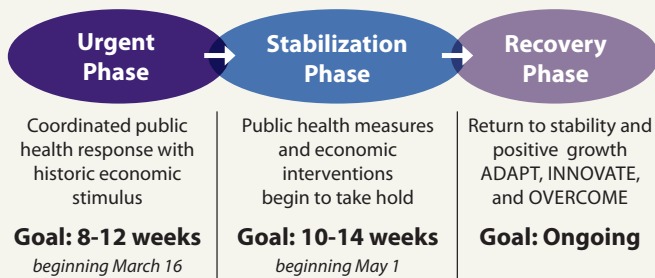 Urgent
Phase
Stabilization
Phase
Recovery
Phase
Coordinated public
health response with
historic economic
stimulus
Goal: 8-12 weeks
beginning March 16
Public health measures
and economic
interventions
begin to take hold
Goal: 10-14 weeks
beginning May 1
Return to stability and
positive growth
ADAPT, INNOVATE,
and OVERCOME
Goal: Ongoing